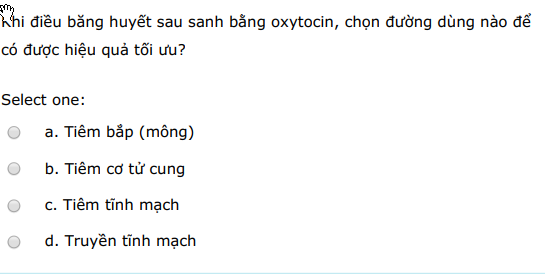 Khi điều băng huyết sau sanh bằng oxytocin, chọn đường dùng nào để
có được hiệu quả tối ưu?
Select one:
a. Tiêm bắp (mông)
b. Tiêm cơ tử cung
c. Tiêm tĩnh mạch
d. Truyền tĩnh mạch